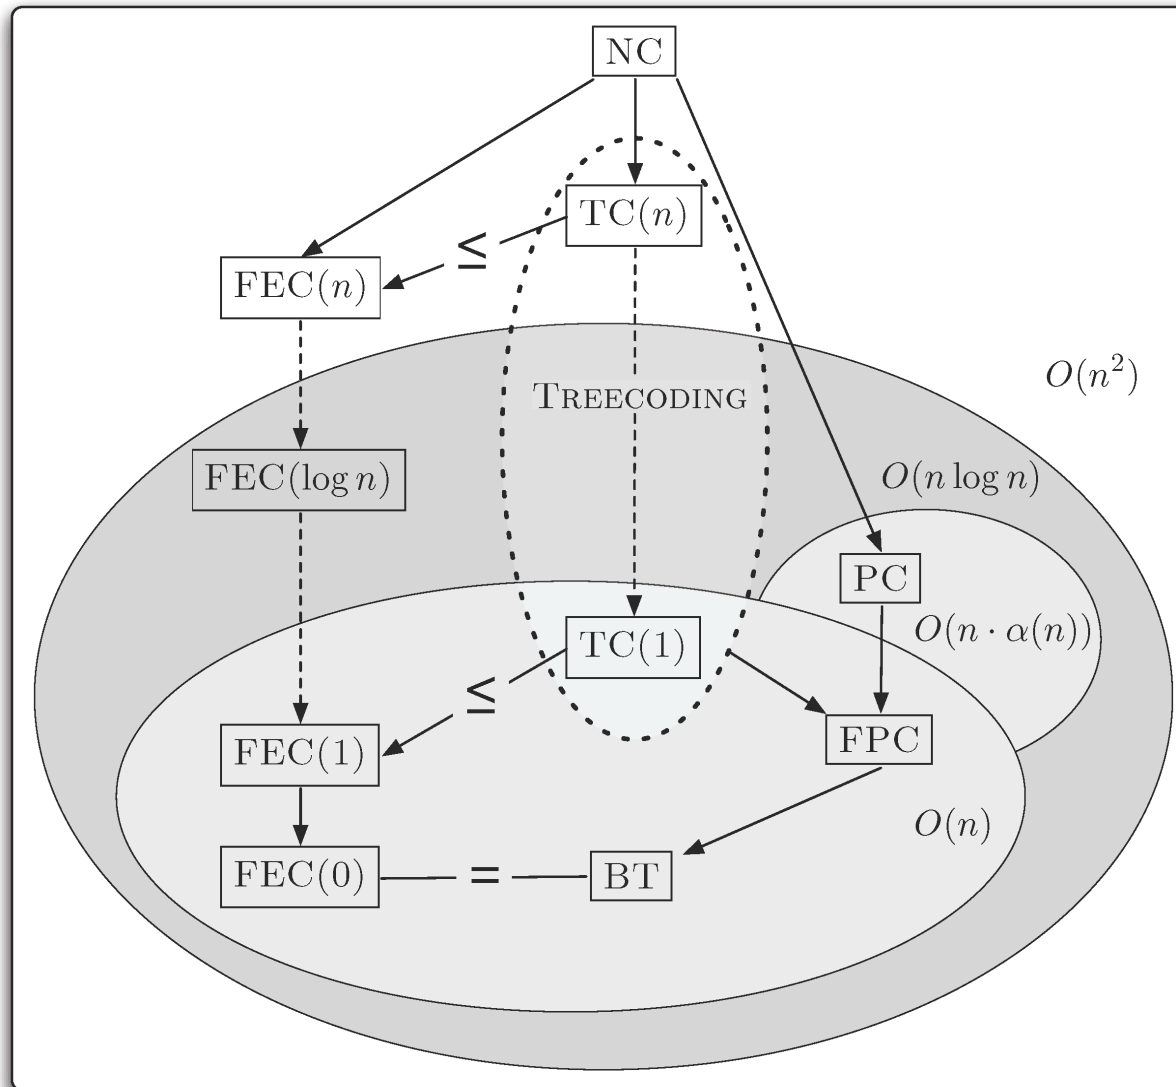 NC
TC(n)
≤
FEC(n)
O(n²)
TREECODING
FEC(log n)
O(n log n)
PC
O(n · α(n))
TC(1)
≤
FEC(1)
FPC
O(n)
FEC(0)
=
BT